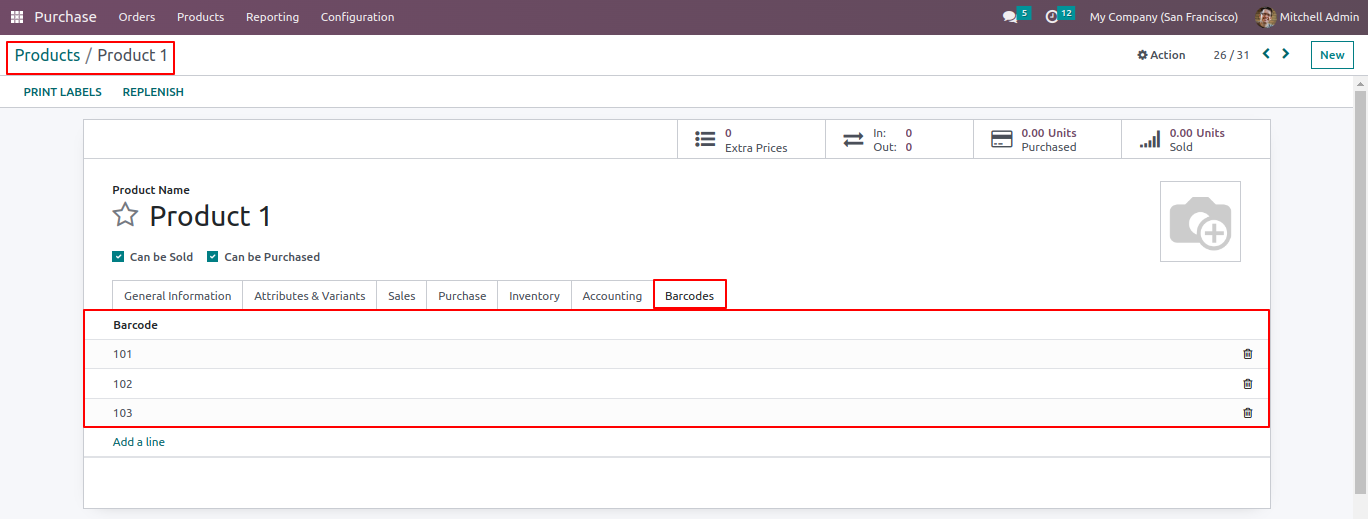 Purchase Orders Products Reporting Configuration 5 12 My Company (San Francisco) Mitchell Admin
Products / Product 1 Action 26 / 31 New
PRINT LABELS REPLENISH
0 Extra Prices
In: 0
Out: 0
0.00 Units Purchased
0.00 Units Sold
Product Name
Product 1
Can be Sold Can be Purchased
General Information Attributes & Variants Sales Purchase Inventory Accounting Barcodes
Barcode
101
102
103
Add a line